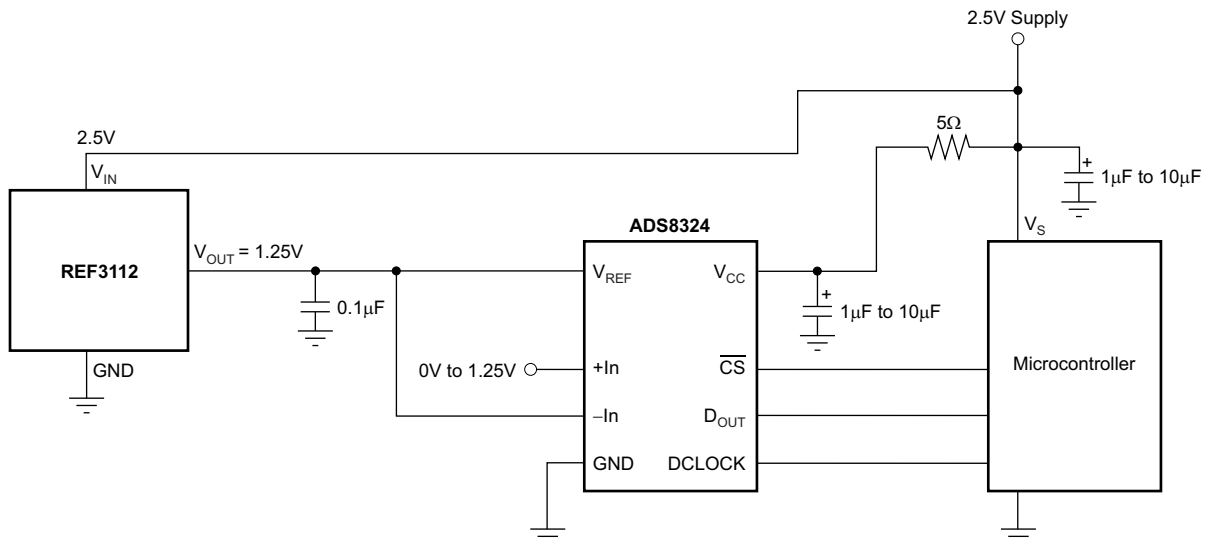 2.5V Supply
2.5V
5Ω
V_IN
+
1μF to 10μF
REF3112
V_OUT = 1.25V
ADS8324
V_S
V_REF
V_CC
0.1μF
+
1μF to 10μF
GND
0V to 1.25V
+In
C̅S̅
Microcontroller
–In
D_OUT
GND
DCLOCK